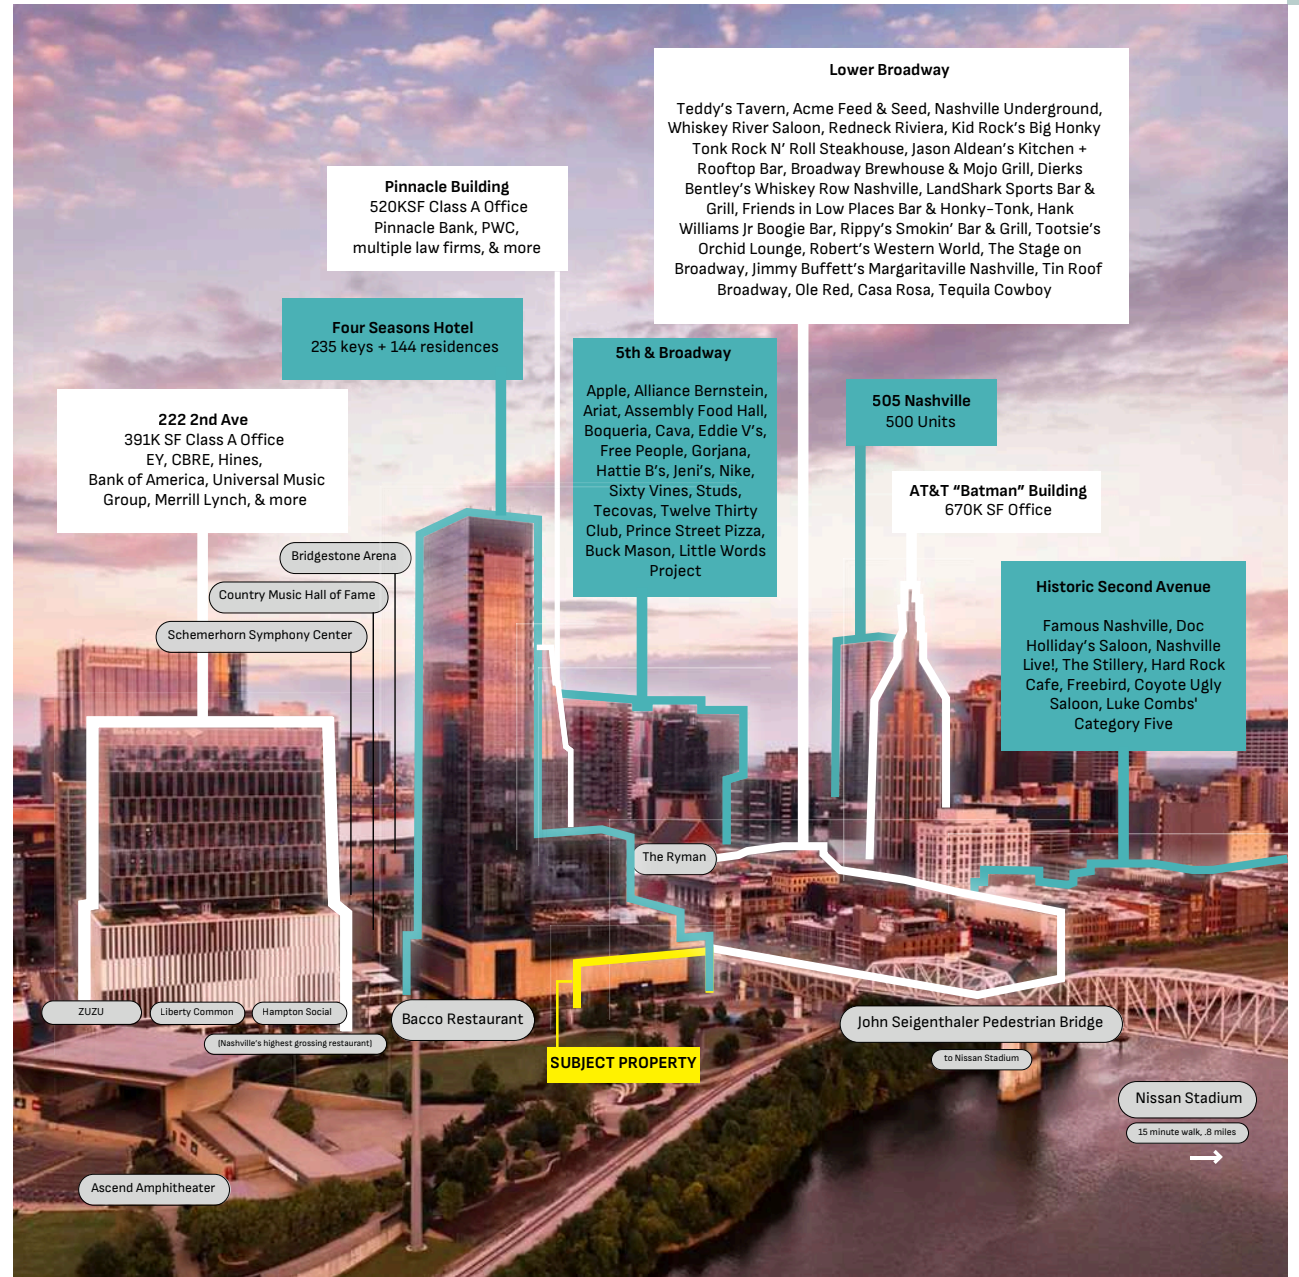 Lower Broadway
Teddy's Tavern, Acme Feed & Seed, Nashville Underground,
Whiskey River Saloon, Redneck Riviera, Kid Rock's Big Honky
Tonk Rock N' Roll Steakhouse, Jason Aldean's Kitchen +
Rooftop Bar, Broadway Brewhouse & Mojo Grill, Dierks
Bentley's Whiskey Row Nashville, LandShark Sports Bar &
Grill, Friends in Low Places Bar & Honky-Tonk, Hank
Williams Jr Boogie Bar, Rippy's Smokin' Bar & Grill, Tootsie's
Orchid Lounge, Robert's Western World, The Stage on
Broadway, Jimmy Buffett's Margaritaville Nashville, Tin Roof
Broadway, Ole Red, Casa Rosa, Tequila Cowboy
Pinnacle Building
520KSF Class A Office
Pinnacle Bank, PWC,
multiple law firms, & more
Four Seasons Hotel
235 keys + 144 residences
5th & Broadway
Apple, Alliance Bernstein,
Ariat, Assembly Food Hall,
Boqueria, Cava, Eddie V's,
Free People, Gorjana,
Hattie B's, Jeni's, Nike,
Sixty Vines, Studs,
Tecovas, Twelve Thirty
Club, Prince Street Pizza,
Buck Mason, Little Words
Project
505 Nashville
500 Units
222 2nd Ave
391K SF Class A Office
EY, CBRE, Hines,
Bank of America, Universal Music
Group, Merrill Lynch, & more
AT&T “Batman” Building
670K SF Office
Historic Second Avenue
Famous Nashville, Doc
Holliday's Saloon, Nashville
Live!, The Stillery, Hard Rock
Cafe, Freebird, Coyote Ugly
Saloon, Luke Combs'
Category Five
Bridgestone Arena
Country Music Hall of Fame
Schemerhorn Symphony Center
Bank of America
The Ryman
ZUZU
Liberty Common
Hampton Social
(Nashville's highest grossing restaurant)
Bacco Restaurant
SUBJECT PROPERTY
John Seigenthaler Pedestrian Bridge
to Nissan Stadium
Nissan Stadium
15 minute walk, .8 miles
Ascend Amphitheater